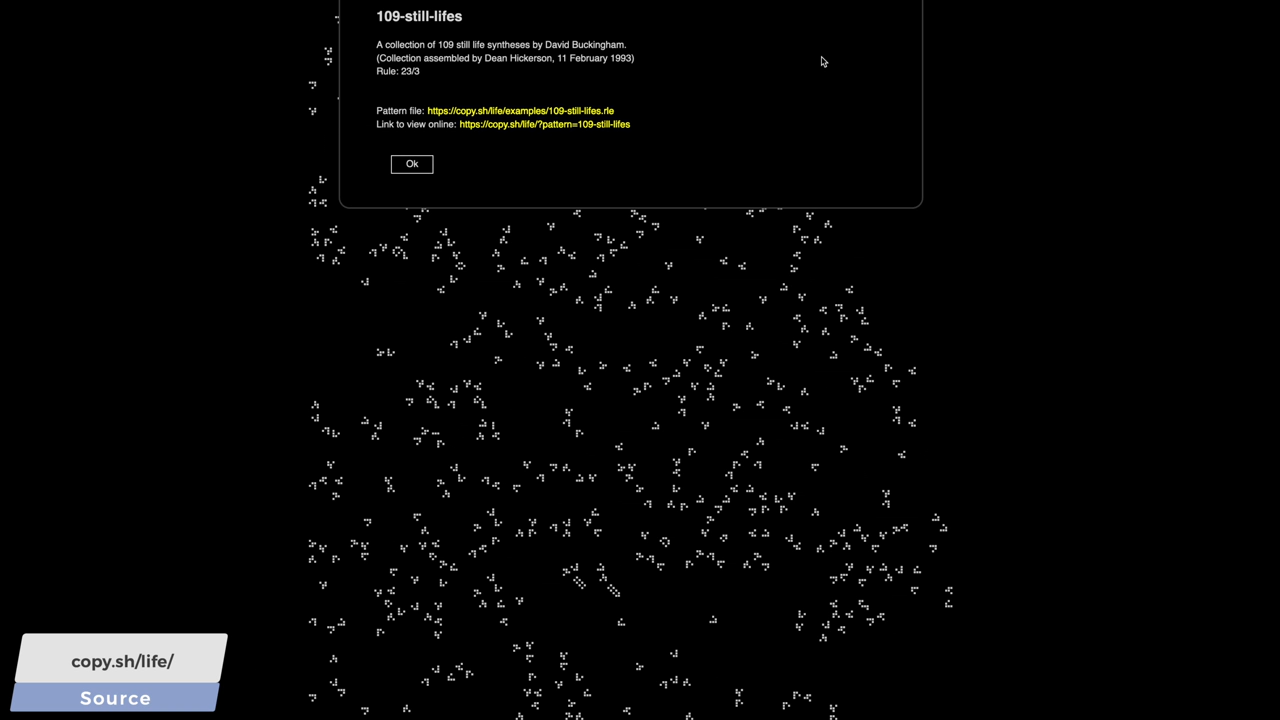 109-still-lifes
A collection of 109 still life syntheses by David Buckingham.
(Collection assembled by Dean Hickerson, 11 February 1993)
Rule: 23/3
Pattern file: https://copy.sh/life/examples/109-still-lifes.rle
Link to view online: https://copy.sh/life/?pattern=109-still-lifes
Ok
copy.sh/life/
Source